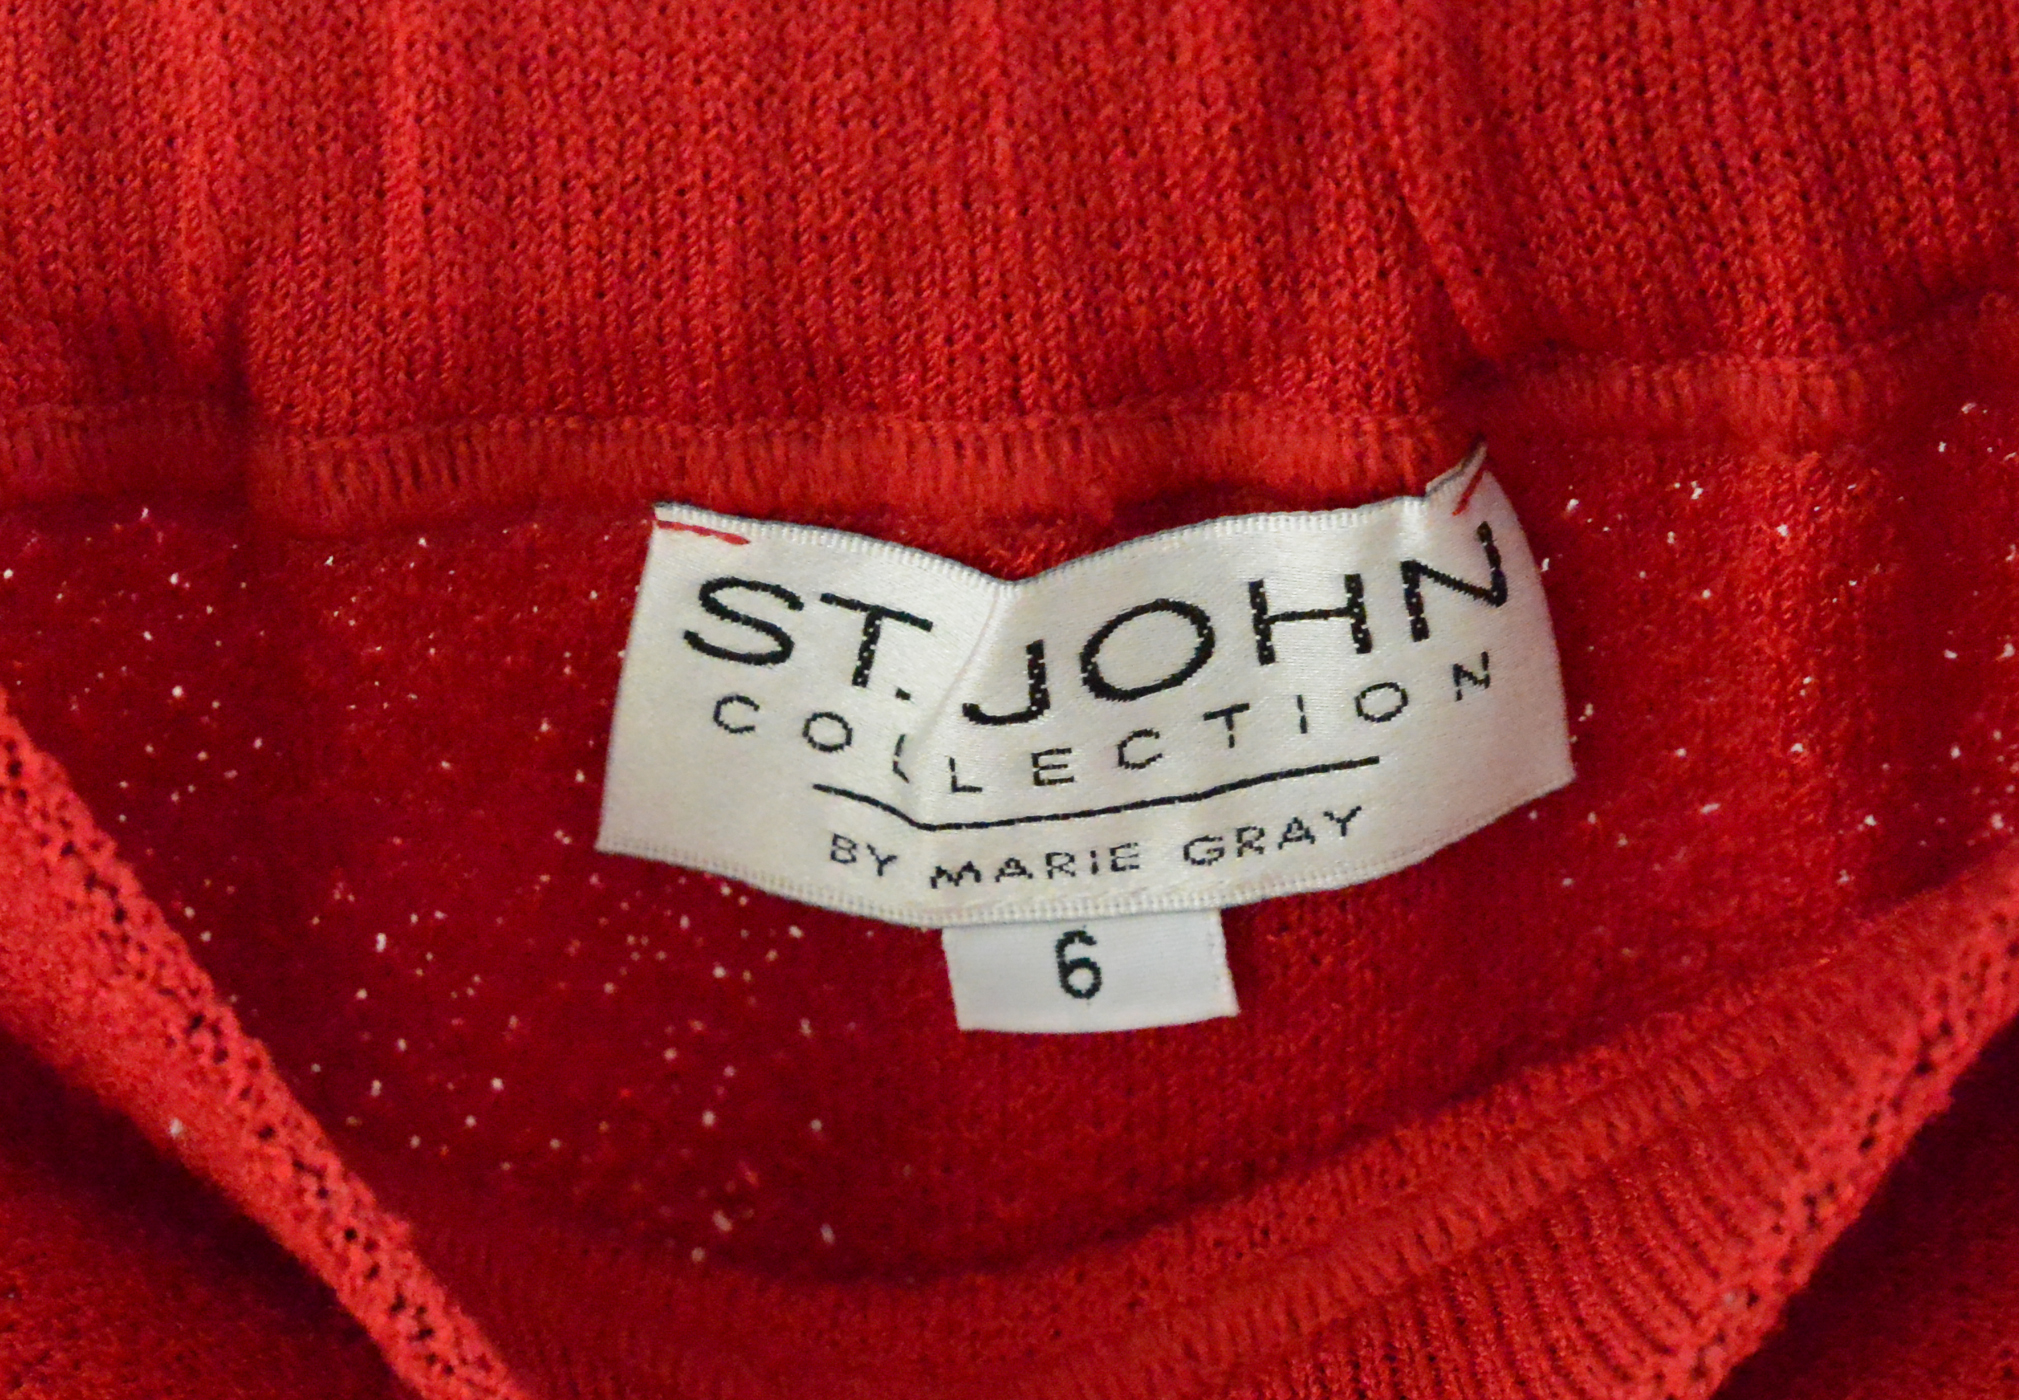 ST. JOHN
COLLECTION
BY MARIE GRAY
6